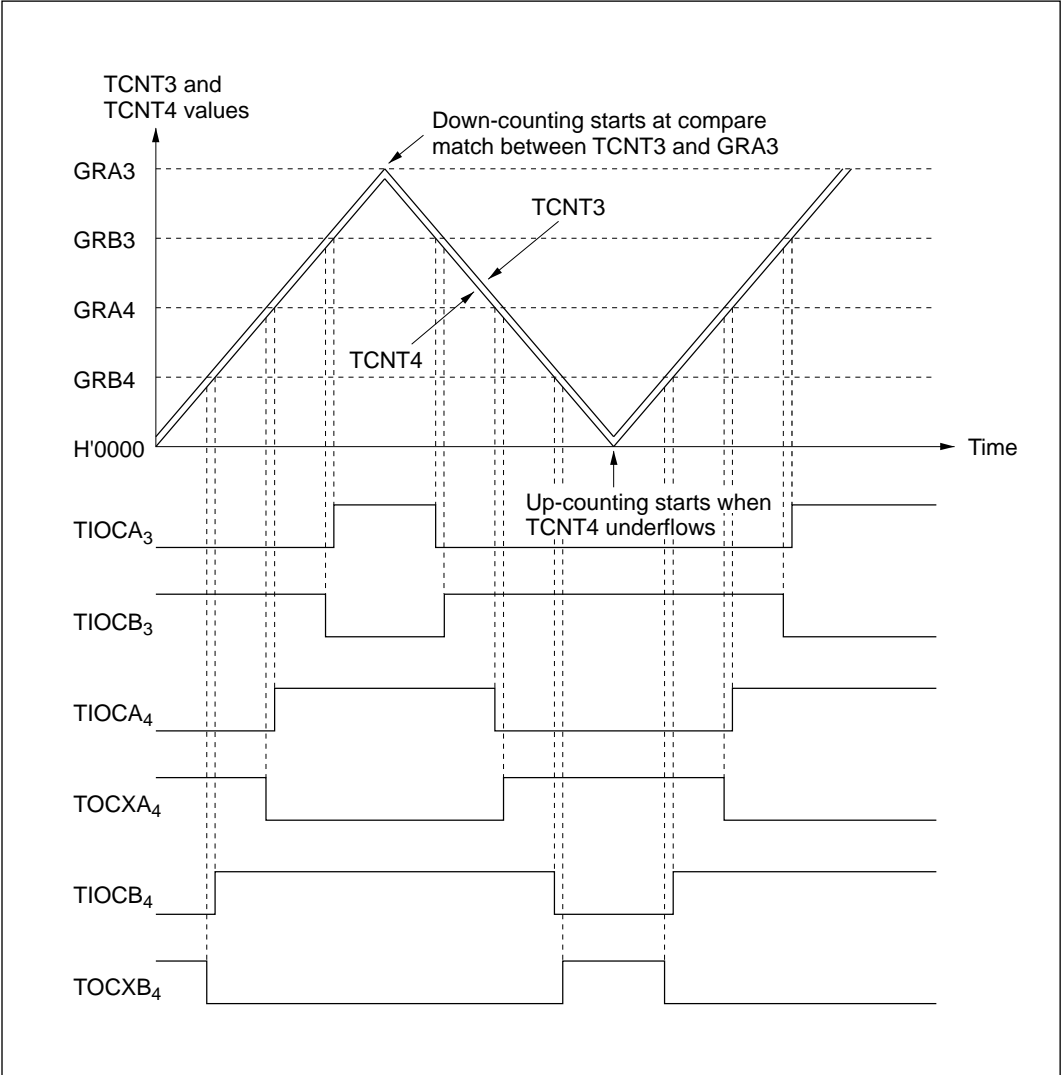 TCNT3 and
TCNT4 values
Down-counting starts at compare
match between TCNT3 and GRA3
GRA3
TCNT3
GRB3
GRA4
TCNT4
GRB4
H'0000
Time
Up-counting starts when
TCNT4 underflows
TIOCA3
TIOCB3
TIOCA4
TOCXA4
TIOCB4
TOCXB4